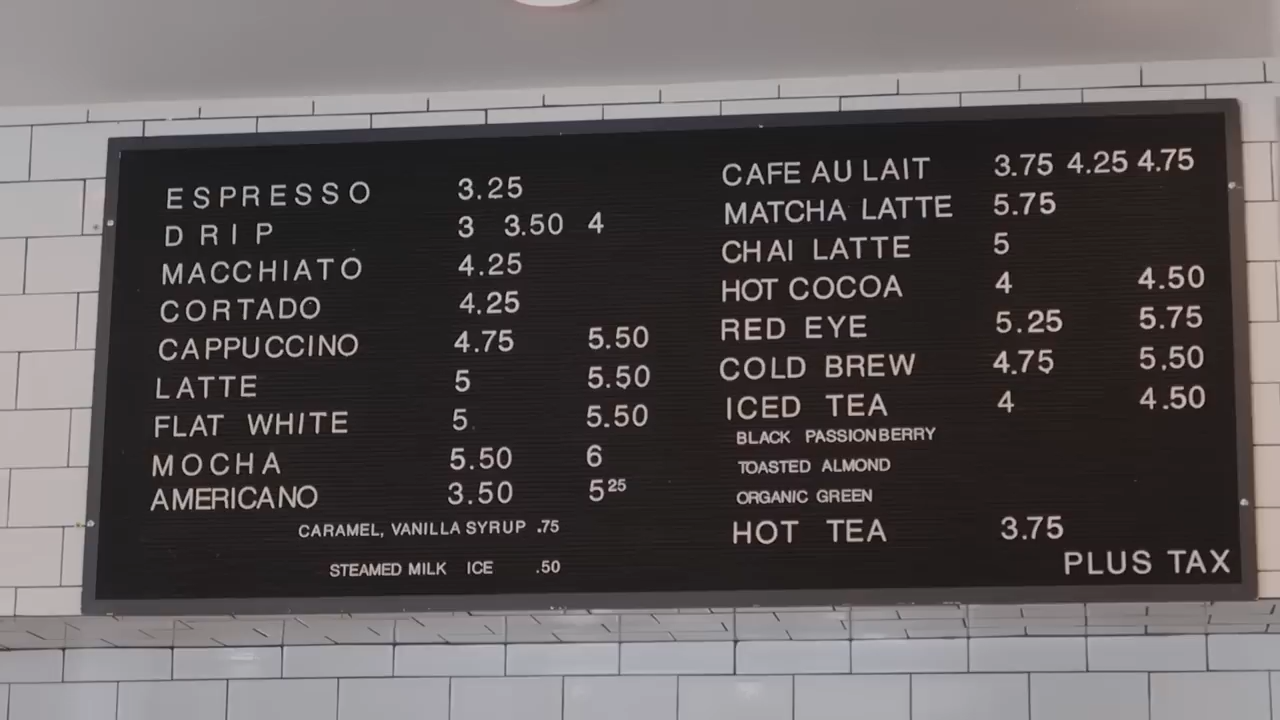 ESPRESSO 3.25
DRIP 3 3.50 4
MACCHIATO 4.25
CORTADO 4.25
CAPPUCCINO 4.75 5.50
LATTE 5 5.50
FLAT WHITE 5 5.50
MOCHA 5.50 6
AMERICANO 3.50 5 25
CARAMEL, VANILLA SYRUP .75
STEAMED MILK ICE .50
CAFE AU LAIT 3.75 4.25 4.75
MATCHA LATTE 5.75
CHAI LATTE 5
HOT COCOA 4 4.50
RED EYE 5.25 5.75
COLD BREW 4.75 5.50
ICED TEA 4 4.50
BLACK PASSIONBERRY
TOASTED ALMOND
ORGANIC GREEN
HOT TEA 3.75
PLUS TAX